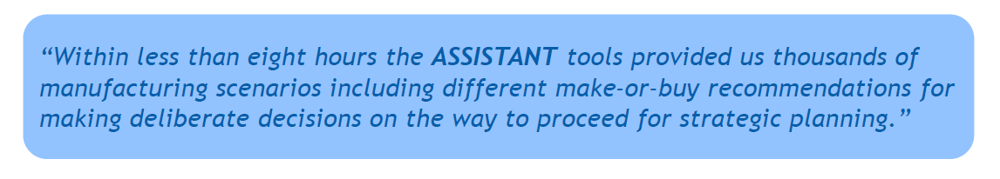 “Within less than eight hours the ASSISTANT tools provided us thousands of
manufacturing scenarios including different make-or-buy recommendations for
making deliberate decisions on the way to proceed for strategic planning.”